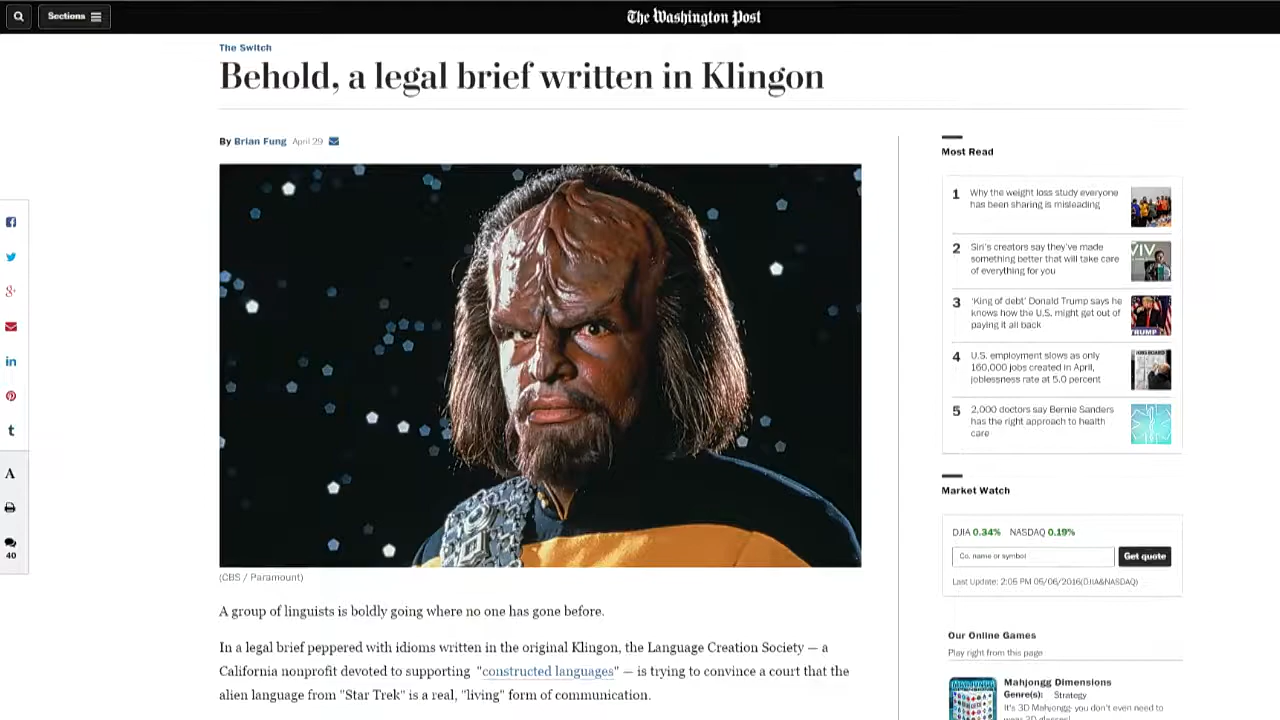 Sections
The Washington Post
The Switch
Behold, a legal brief written in Klingon
By Brian Fung April 29
(CBS / Paramount)
A group of linguists is boldly going where no one has gone before.
In a legal brief peppered with idioms written in the original Klingon, the Language Creation Society — a
California nonprofit devoted to supporting "constructed languages" — is trying to convince a court that the
alien language from "Star Trek" is a real, "living" form of communication.
40
Most Read
1 Why the weight loss study everyone
has been sharing is misleading
2 Siri's creators say they've made
something better that will take care
of everything for you
3 'King of debt' Donald Trump says he
knows how the U.S. might get out of
paying it all back
TRUMP
4 U.S. employment slows as only
160,000 jobs created in April,
joblessness rate at 5.0 percent
5 2,000 doctors say Bernie Sanders
has the right approach to health
care
Market Watch
DJIA 0.34% NASDAQ 0.19%
Co. name or symbol
Get quote
Last Update: 2:05 PM 05/06/2016(DJIA&NASDAQ)
Our Online Games
Play right from this page
Mahjongg Dimensions
Genre(s): Strategy
It's 3D Mahjongg- you don't even need to